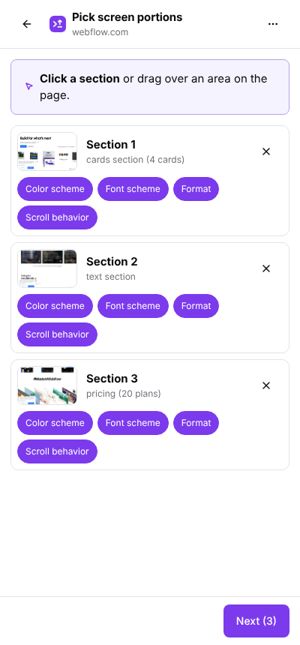 Pick screen portions
webflow.com
Click a section or drag over an area on the
page.
Section 1
cards section (4 cards)
Color scheme
Font scheme
Format
Scroll behavior
Section 2
text section
Color scheme
Font scheme
Format
Scroll behavior
Section 3
pricing (20 plans)
Color scheme
Font scheme
Format
Scroll behavior
Next (3)